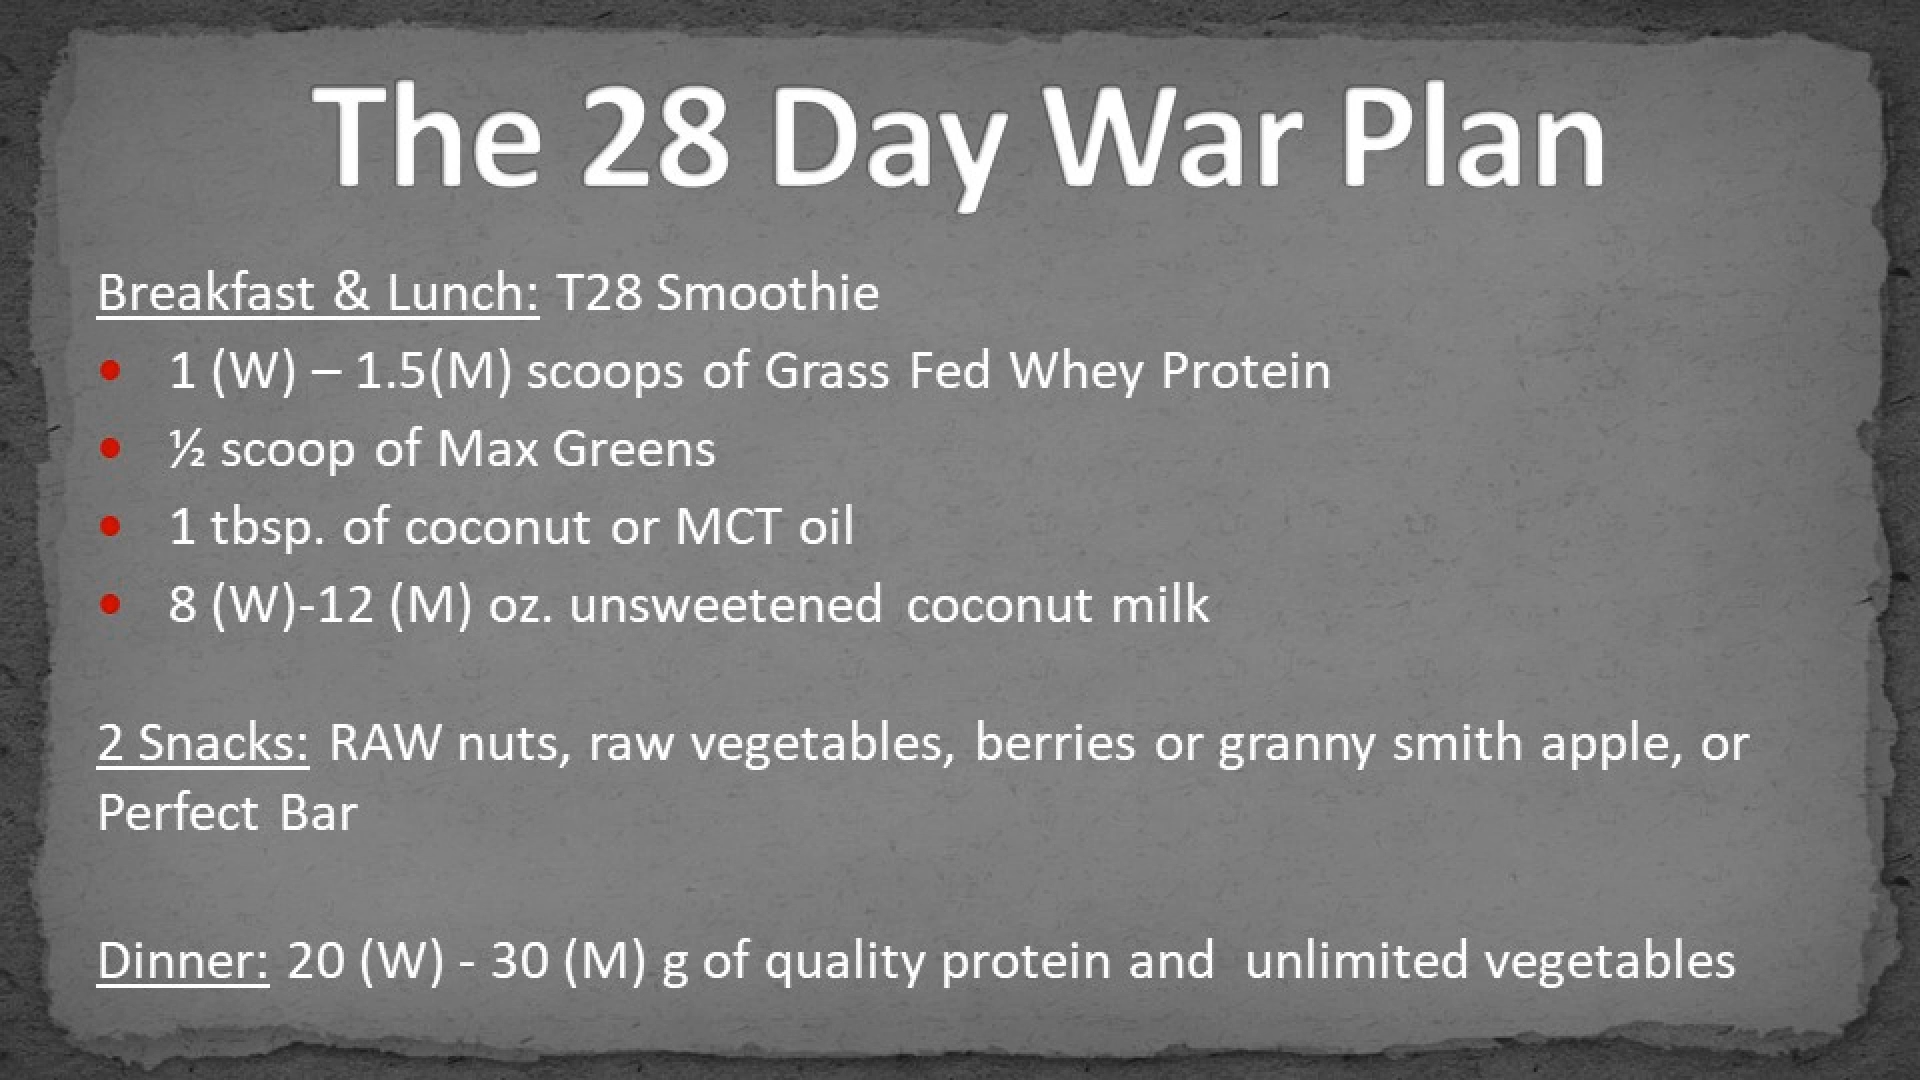 The 28 Day War Plan
Breakfast & Lunch: T28 Smoothie
• 1 (W) – 1.5(M) scoops of Grass Fed Whey Protein
• ½ scoop of Max Greens
• 1 tbsp. of coconut or MCT oil
• 8 (W)-12 (M) oz. unsweetened coconut milk
2 Snacks: RAW nuts, raw vegetables, berries or granny smith apple, or
Perfect Bar
Dinner: 20 (W) - 30 (M) g of quality protein and unlimited vegetables